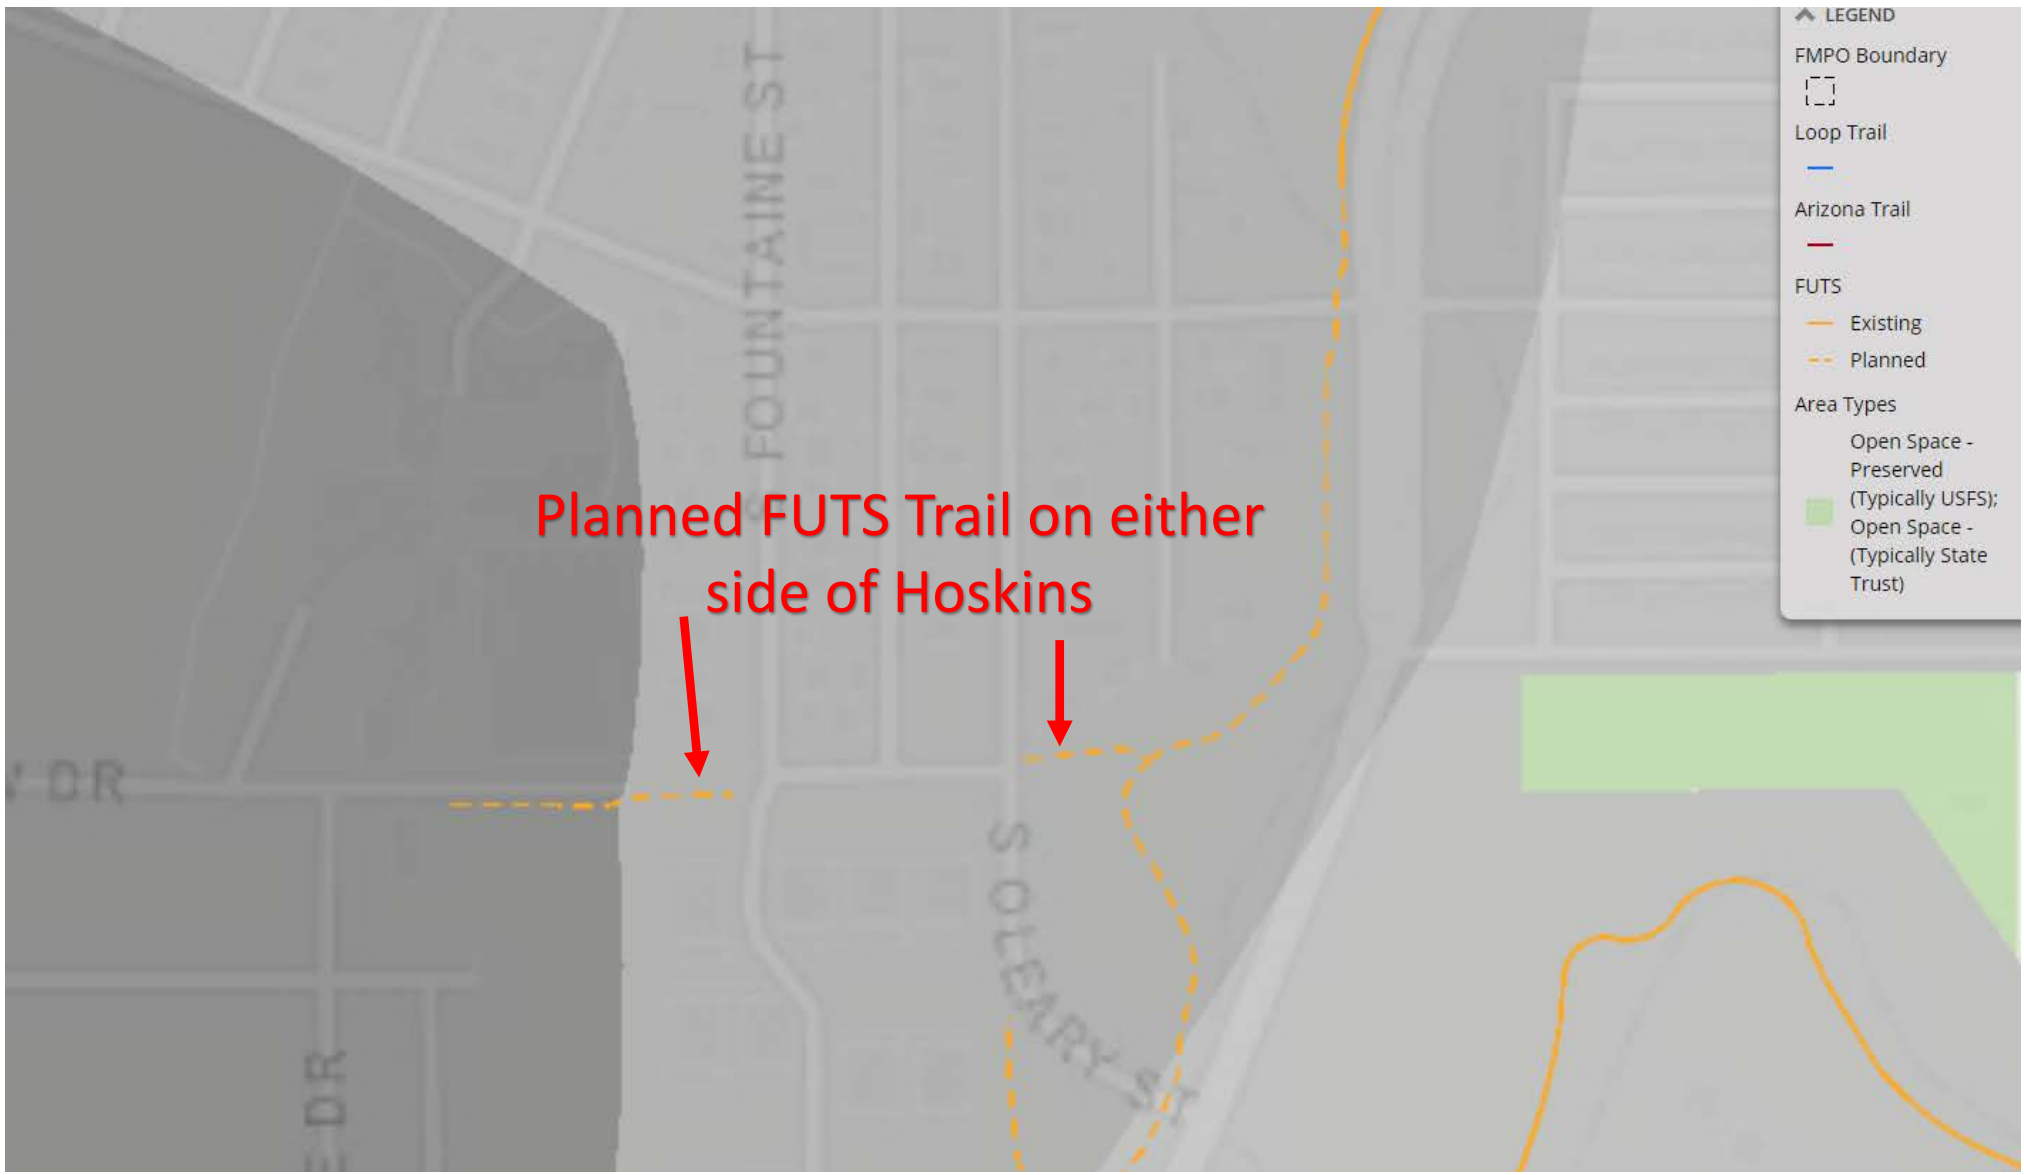 LEGEND
FMPO Boundary
Loop Trail
Arizona Trail
FUTS
Existing
Planned
Area Types
Open Space -
Preserved
(Typically USFS);
Open Space -
(Typically State
Trust)
S FOUNTAINE ST
Planned FUTS Trail on either
side of Hoskins
DR
S O'LEARY ST
E DR